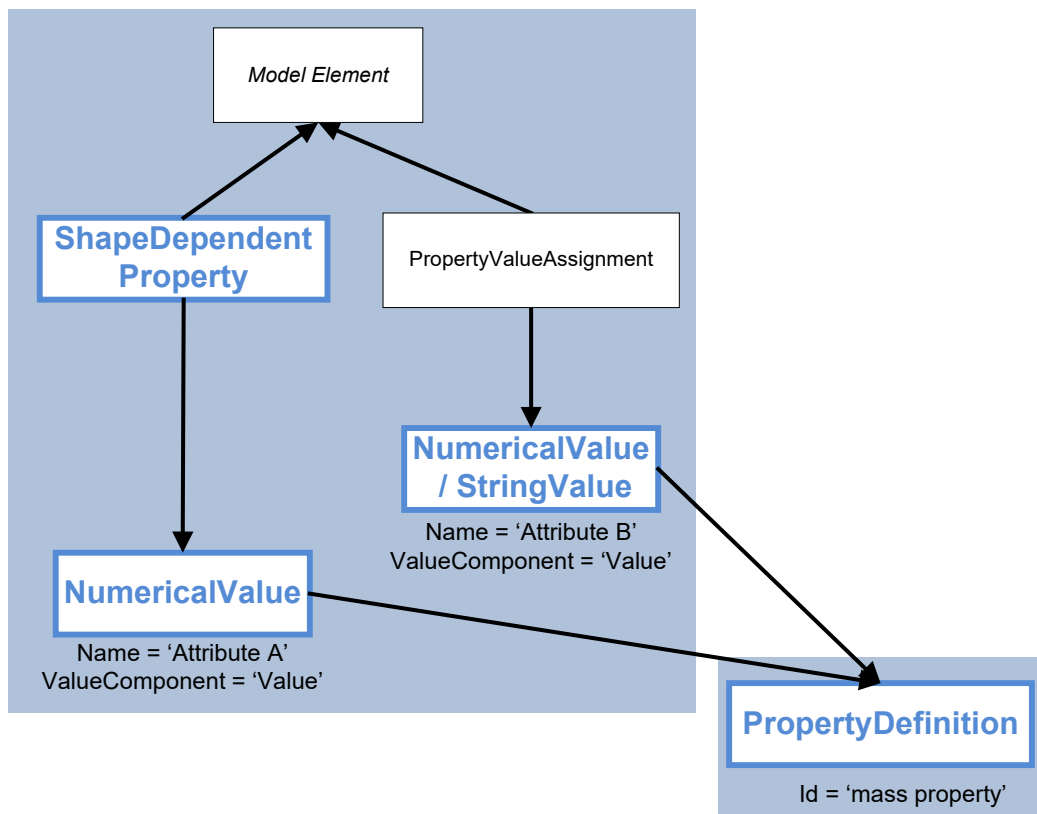 Model Element
ShapeDependent
Property
PropertyValueAssignment
NumericalValue
/ StringValue
Name = ‘Attribute B’
ValueComponent = ‘Value’
NumericalValue
Name = ‘Attribute A’
ValueComponent = ‘Value’
PropertyDefinition
Id = ‘mass property’